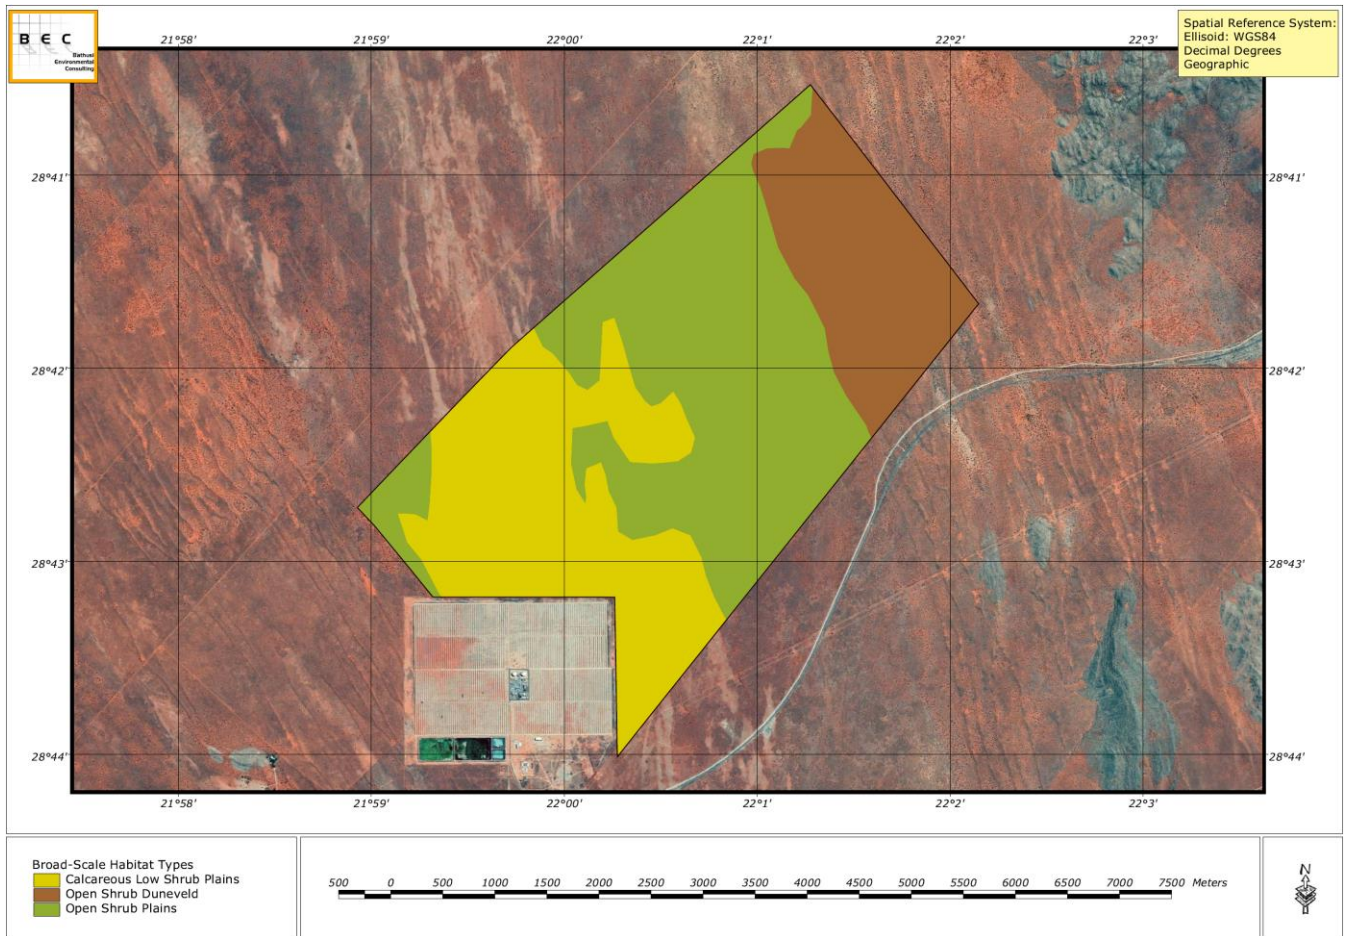 B E C
Bathusi
Environmental
Consulting
Spatial Reference System:
Ellisoid: WGS84
Decimal Degrees
Geographic
21°58'
21°59'
22°00'
22°1'
22°2'
22°3'
28°41'
28°41'
28°42'
28°42'
28°43'
28°43'
28°44'
28°44'
21°58'
21°59'
22°00'
22°1'
22°2'
22°3'
Broad-Scale Habitat Types
Calcareous Low Shrub Plains
Open Shrub Duneveld
Open Shrub Plains
500 0 500 1000 1500 2000 2500 3000 3500 4000 4500 5000 5500 6000 6500 7000 7500 Meters
N